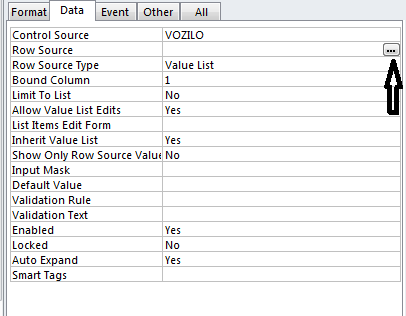 Format Data Event Other All
Control Source VOZILO
Row Source ...
Row Source Type Value List
Bound Column 1
Limit To List No
Allow Value List Edits Yes
List Items Edit Form
Inherit Value List Yes
Show Only Row Source Value No
Input Mask
Default Value
Validation Rule
Validation Text
Enabled Yes
Locked No
Auto Expand Yes
Smart Tags